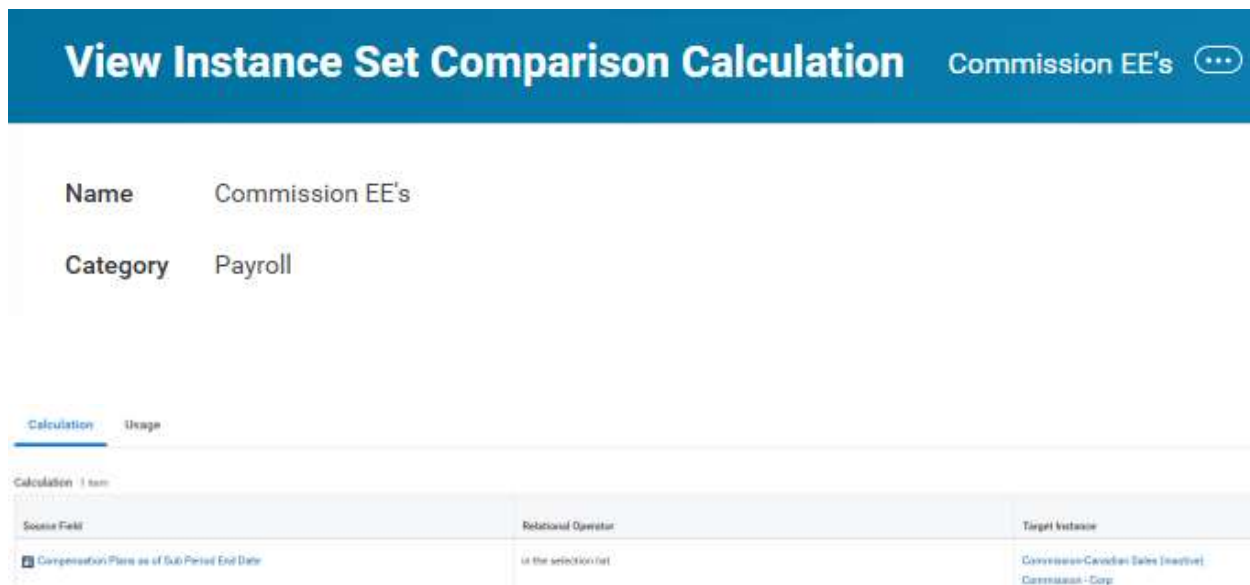 View Instance Set Comparison Calculation Commission EE's
Name Commission EE's
Category Payroll
Calculation Usage
Calculation 1 item
Source Field Relational Operator Target Instance
Compensation Plans as of Sub Period End Date in the selection list Commission-Canadian Sales (inactive)
Commission - Corp